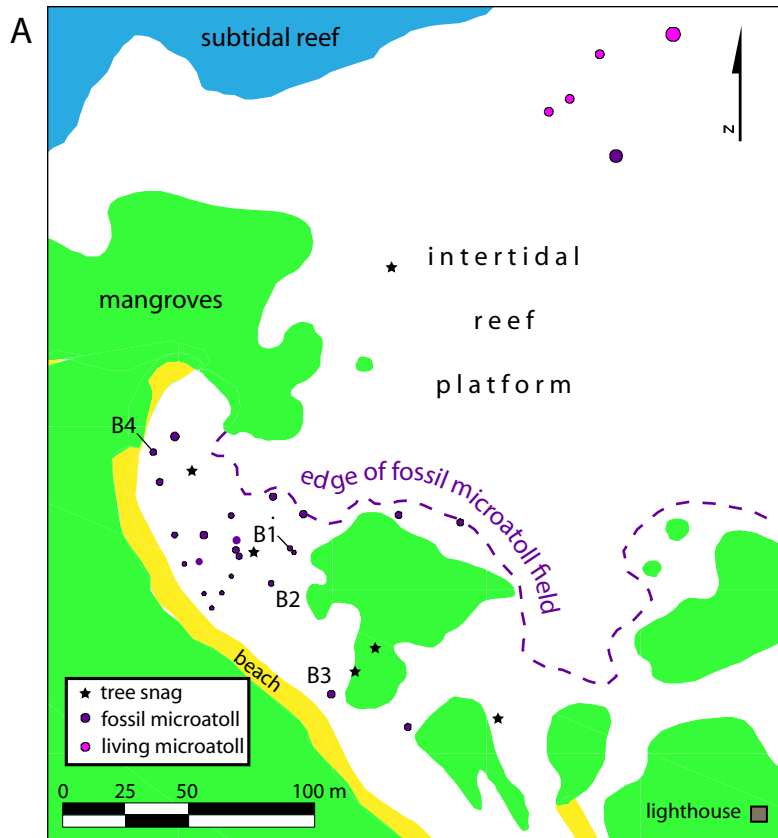 A
subtidal reef
z
intertidal
mangroves
reef
platform
B4
edge of fossil microatoll field
B1
B2
B3
beach
tree snag
fossil microatoll
living microatoll
0 25 50 100 m
lighthouse